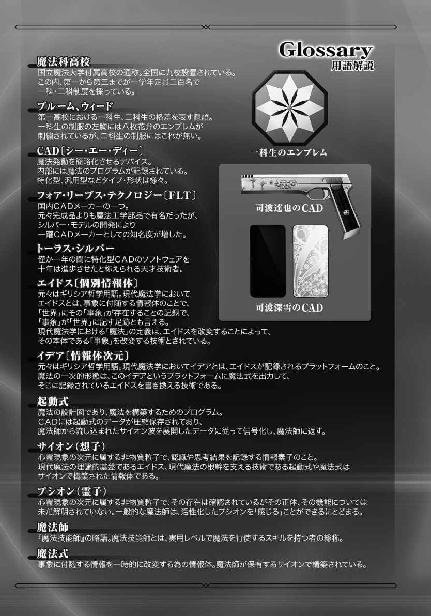 Glossary
用語解説
魔法科高校
国立魔法大学付属高校の通称。全国に九校設置されている。
この内、第一から第三までが一学年定員二百名で
一科・二科制度を採っている。
ブルーム、ウィード
第一高校における一科生、二科生の格差を表す隠語。
一科生の制服の左胸には八枚花弁のエンブレムが
刺繍されているが、二科生の制服にはこれが無い。
一科生のエンブレム
CAD〔シー・エー・ディー〕
魔法発動を簡略化させるデバイス。
内部には魔法のプログラムが記録されている。
特化型、汎用型などタイプ・形状は様々。
フォア・リーブス・テクノロジー〔FLT〕
国内CADメーカーの一つ。
元々完成品よりも魔法工学部品で有名だったが、
シルバー・モデルの開発により
一躍CADメーカーとしての知名度が増した。
司波達也のCAD
トーラス・シルバー
僅か一年の間に特化型CADのソフトウェアを
十年は進歩させたと称えられる天才技術者。
エイドス〔個別情報体〕
元々はギリシア哲学用語。現代魔法学において
エイドスとは、事象に付随する情報体のことで、
「世界」にその「事象」が存在することの記録で、
「事象」が「世界」に記す足跡とも言える。
現代魔法学における「魔法」の定義は、エイドスを改変することによって、
その本体である「事象」を改変する技術とされている。
司波深雪のCAD
イデア〔情報体次元〕
元々はギリシア哲学用語。現代魔法学においてイデアとは、エイドスが記録されるプラットフォームのこと。
魔法の一次的形態は、このイデアというプラットフォームに魔法式を出力して、
そこに記録されているエイドスを書き換える技術である。
起動式
魔法の設計図であり、魔法を構築するためのプログラム。
CADには起動式のデータが圧縮保存されており、
魔法師から流し込まれたサイオン波を展開したデータに従って信号化し、魔法師に返す。
サイオン(想子)
心霊現象の次元に属する非物質粒子で、認識や思考結果を記録する情報素子のこと。
現代魔法の理論的基盤であるエイドス、現代魔法の根幹を支える技術である起動式や魔法式は
サイオンで構築された情報体である。
プシオン(霊子)
心霊現象の次元に属する非物質粒子で、その存在は確認されているがその正体、その機能については
未だ解明されていない。一般的な魔法師は、活性化したプシオンを「感じる」ことができるにとどまる。
魔法師
『魔法技能師』の略語。魔法技能師とは、実用レベルで魔法を行使するスキルを持つ者の総称。
魔法式
事象に付随する情報を一時的に改変する為の情報体。魔法師が保有するサイオンで構築されている。